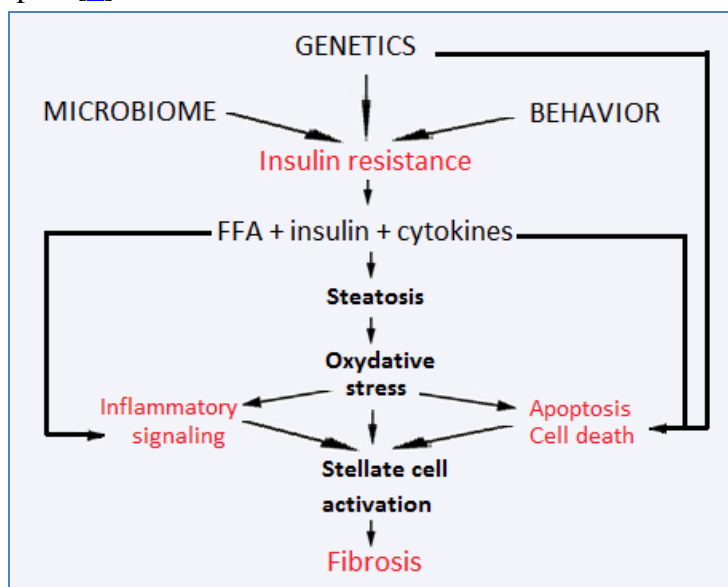 GENETICS
MICROBIOME
BEHAVIOR
Insulin resistance
FFA + insulin + cytokines
Steatosis
Oxydative
stress
Inflammatory
signaling
Apoptosis
Cell death
Stellate cell
activation
Fibrosis